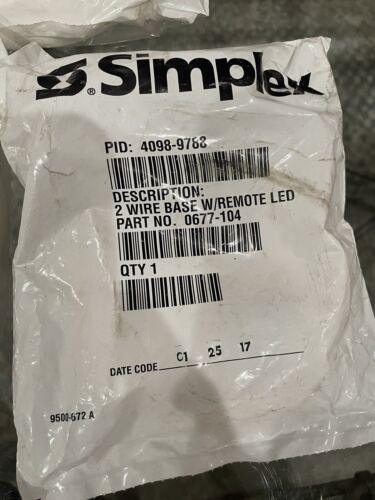 ® Simplex
PID: 4098-9788
DESCRIPTION:
2 WIRE BASE W/REMOTE LED
PART NO. 0677-104
QTY 1
DATE CODE C1 25 17
9500-672 A